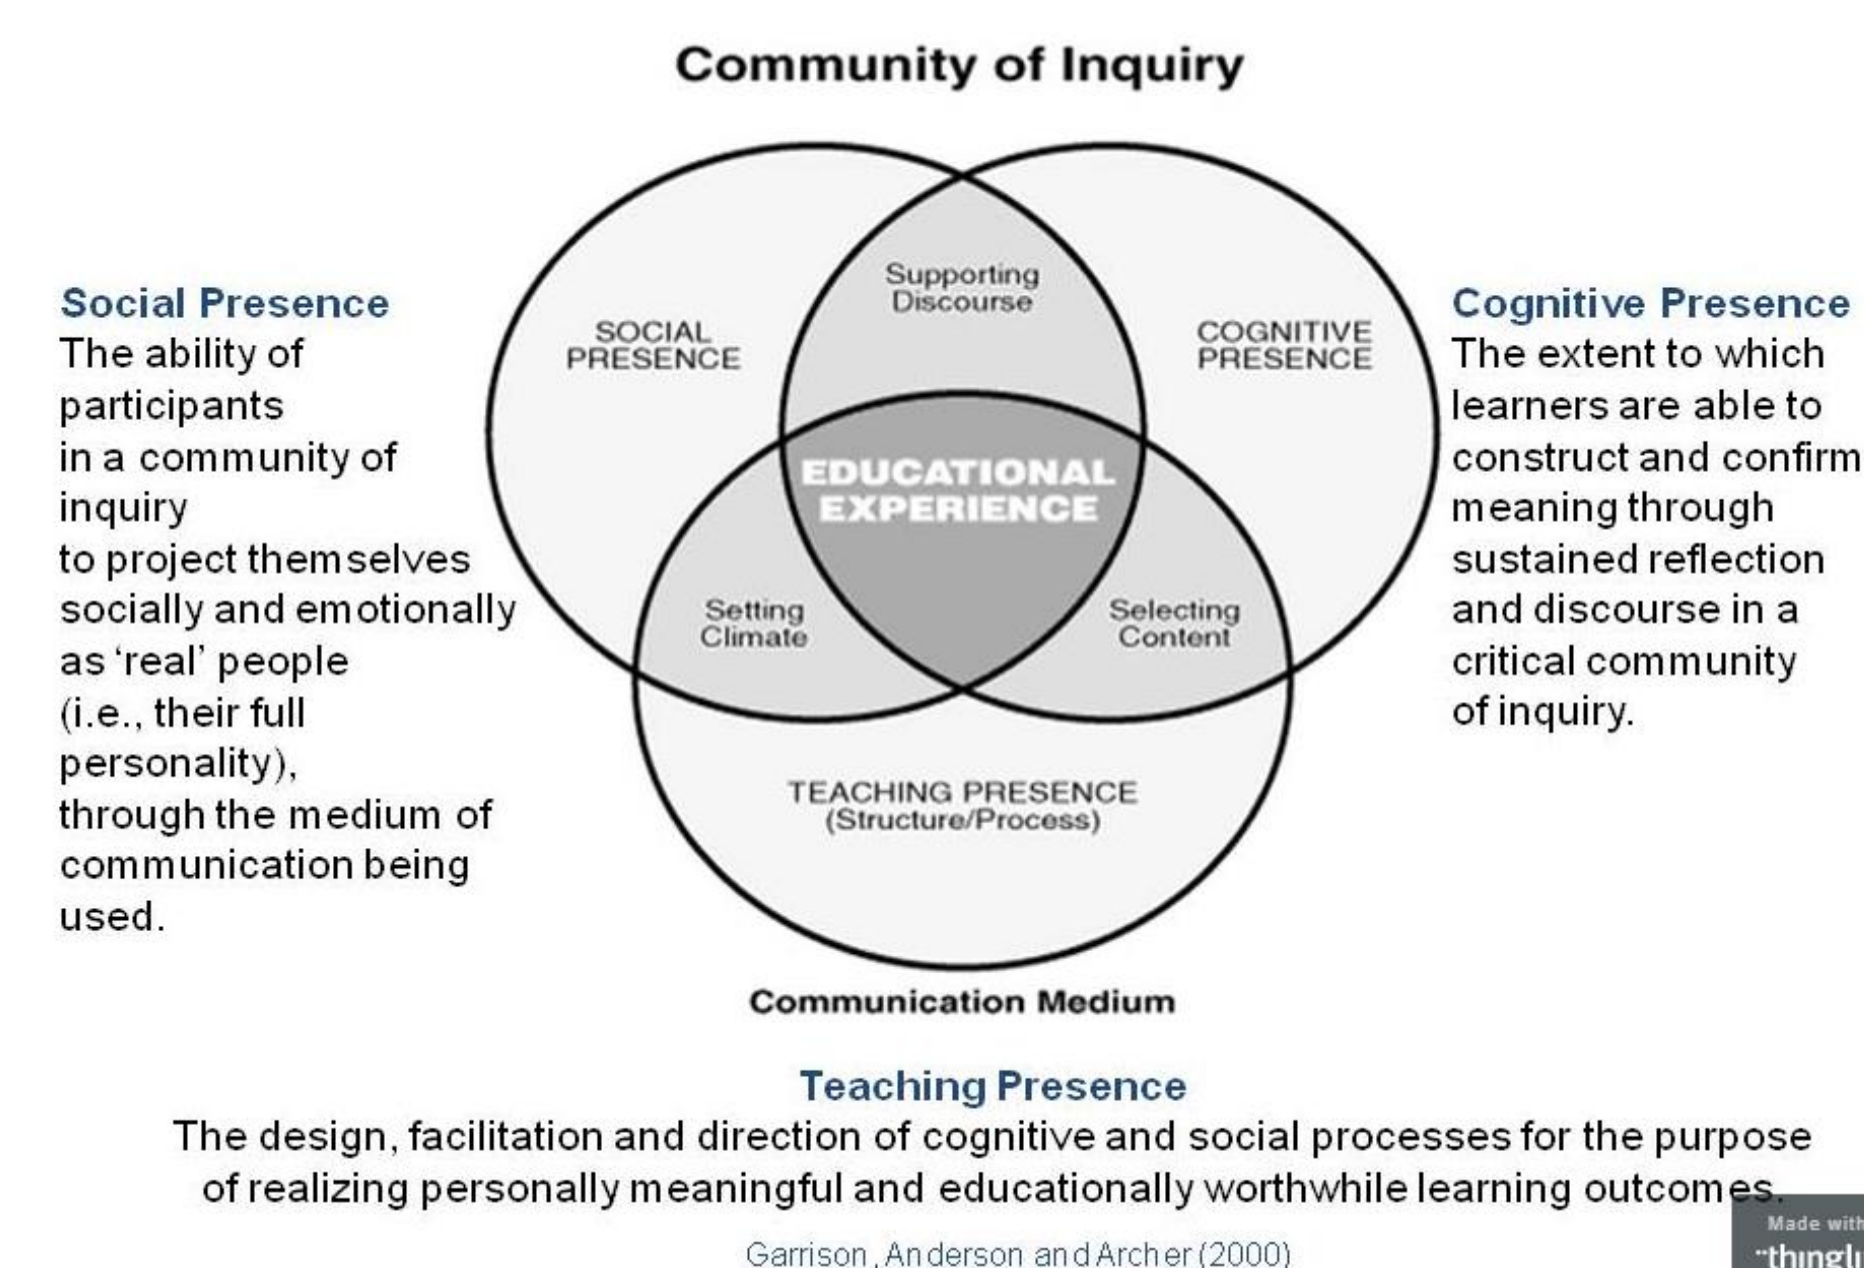 Community of Inquiry
Supporting
Discourse
SOCIAL
PRESENCE
COGNITIVE
PRESENCE
EDUCATIONAL
EXPERIENCE
Setting
Climate
Selecting
Content
TEACHING PRESENCE
(Structure/Process)
Communication Medium
Social Presence
The ability of
participants
in a community of
inquiry
to project themselves
socially and emotionally
as ‘real’ people
(i.e., their full
personality),
through the medium of
communication being
used.
Cognitive Presence
The extent to which
learners are able to
construct and confirm
meaning through
sustained reflection
and discourse in a
critical community
of inquiry.
Teaching Presence
The design, facilitation and direction of cognitive and social processes for the purpose
of realizing personally meaningful and educationally worthwhile learning outcomes.
Garrison, Anderson and Archer (2000)
Made with